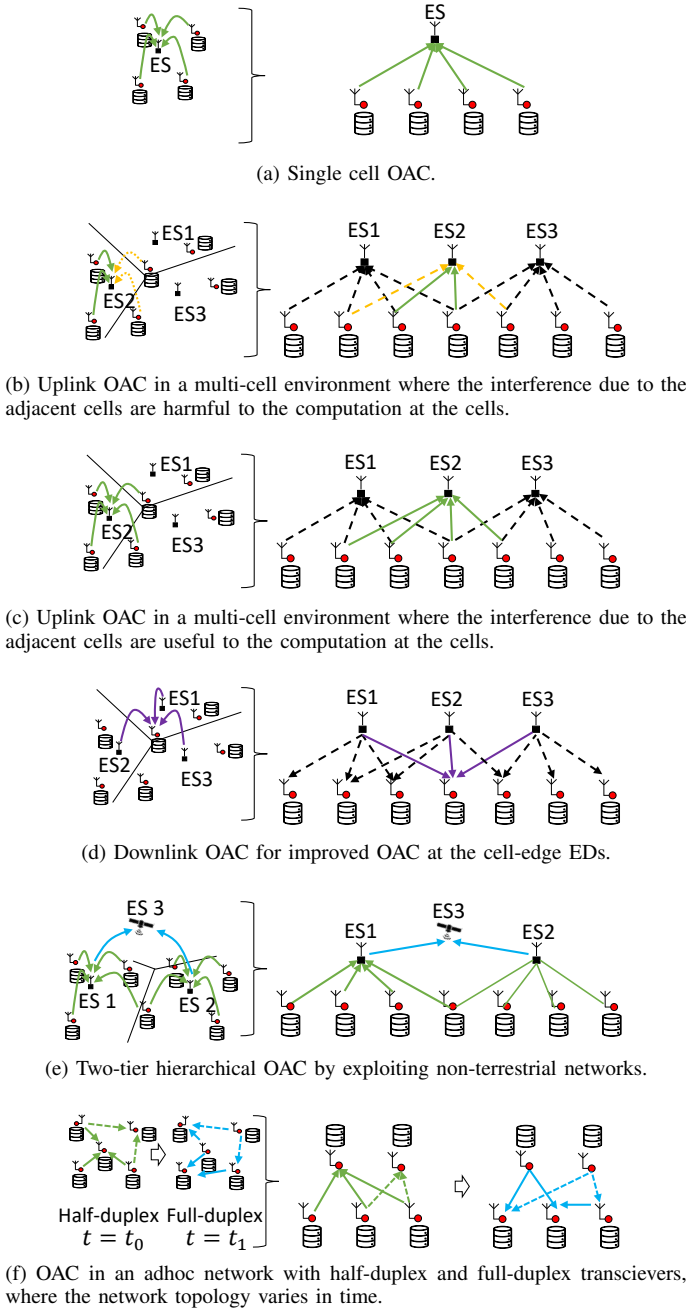 ES
ES
(a) Single cell OAC.
ES1
ES2
ES3
ES1
ES2
ES3
(b) Uplink OAC in a multi-cell environment where the interference due to the
adjacent cells are harmful to the computation at the cells.
ES1
ES2
ES3
ES1
ES2
ES3
(c) Uplink OAC in a multi-cell environment where the interference due to the
adjacent cells are useful to the computation at the cells.
ES1
ES2
ES3
ES1
ES2
ES3
(d) Downlink OAC for improved OAC at the cell-edge EDs.
ES 3
ES 1
ES 2
ES1
ES3
ES2
(e) Two-tier hierarchical OAC by exploiting non-terrestrial networks.
Half-duplex
t = t₀
Full-duplex
t = t₁
(f) OAC in an adhoc network with half-duplex and full-duplex transcievers,
where the network topology varies in time.